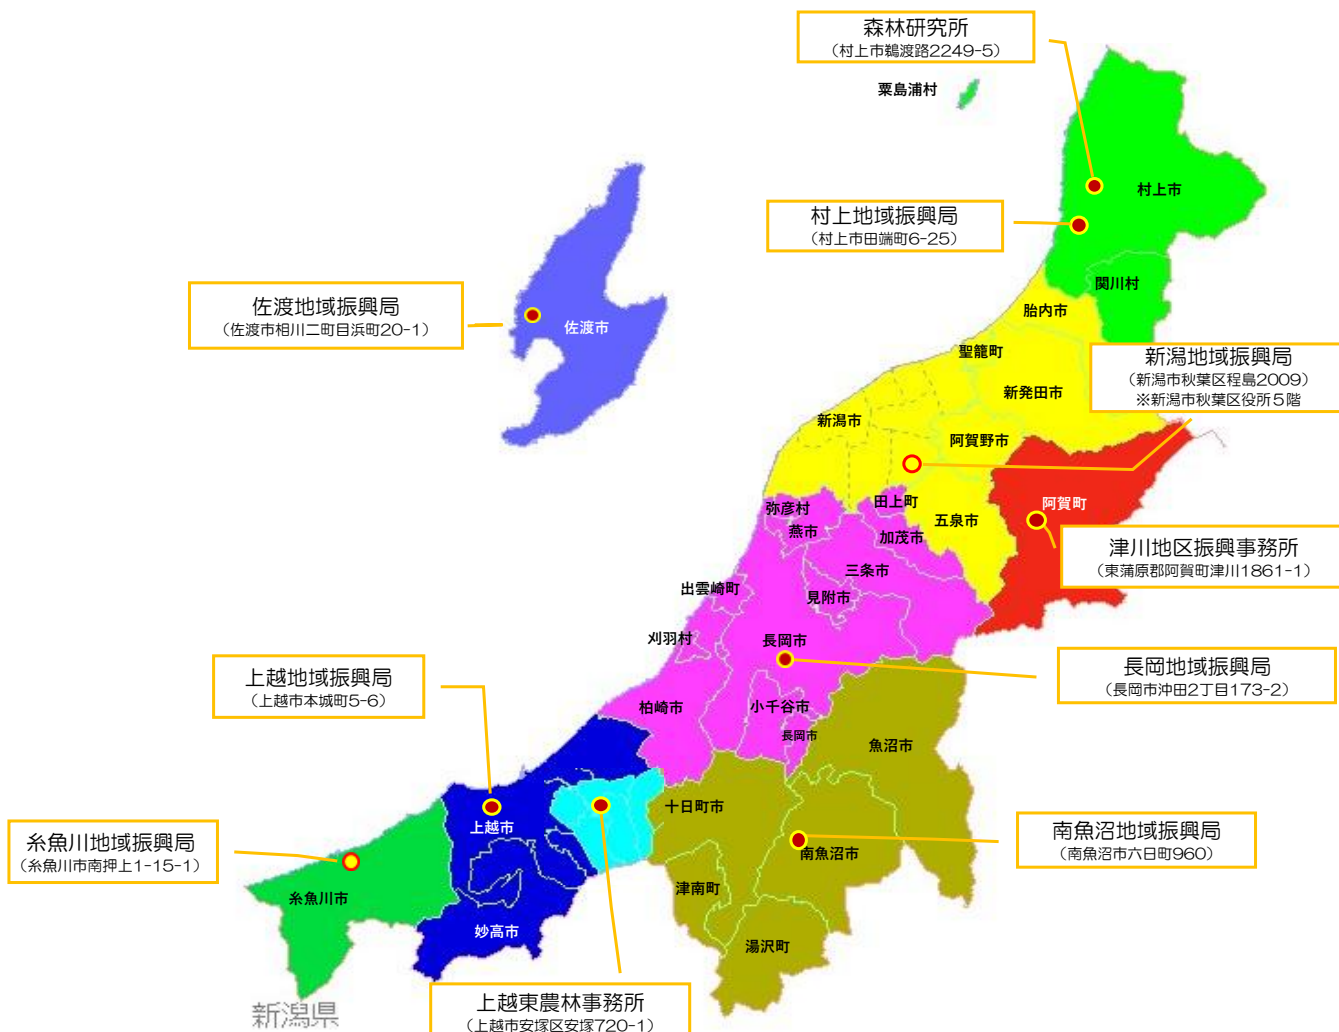 森林研究所
（村上市鵜渡路2249-5）
粟島浦村
村上市
村上地域振興局
（村上市田端町6-25）
関川村
佐渡地域振興局
（佐渡市相川二町目浜町20-1）
佐渡市
胎内市
聖籠町
新潟地域振興局
（新潟市秋葉区程島2009）
※新潟市秋葉区役所５階
新発田市
新潟市
阿賀野市
阿賀町
弥彦村
田上町
五泉市
燕市
加茂市
津川地区振興事務所
（東蒲原郡阿賀町津川1861-1）
三条市
出雲崎町
見附市
刈羽村
長岡市
長岡地域振興局
（長岡市沖田2丁目173-2）
上越地域振興局
（上越市本城町5-6）
柏崎市
小千谷市
長岡市
魚沼市
十日町市
上越市
南魚沼地域振興局
（南魚沼市六日町960）
南魚沼市
糸魚川地域振興局
（糸魚川市南押上1-15-1）
糸魚川市
津南町
妙高市
湯沢町
上越東農林事務所
（上越市安塚区安塚720-1）
新潟県